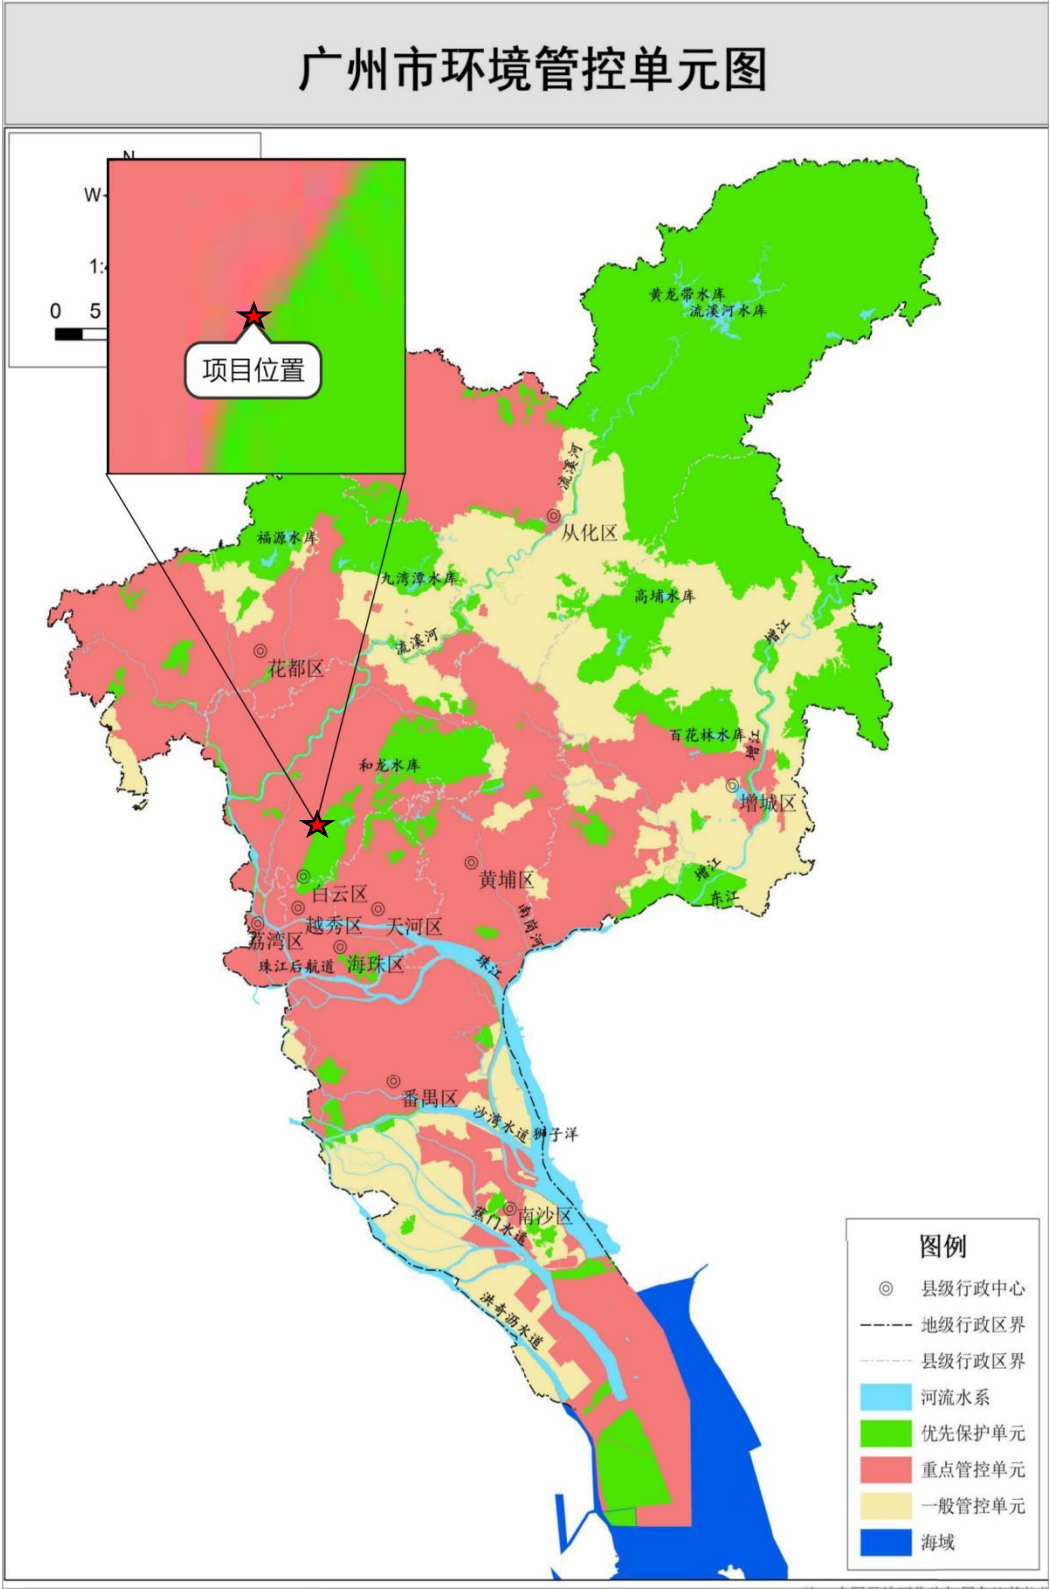 广州市环境管控单元图
N
W
1:
0 5
项目位置
黄龙带水库
流溪河水库
流溪河
从化区
福源水库
九湾潭水库
高埔水库
增江
流溪河
花都区
百花林水库
增江
和龙水库
增城区
增江
东江
黄埔区
白云区
南岗河
越秀区
天河区
荔湾区
海珠区
珠江后航道
珠江
番禺区
沙湾水道
狮子洋
南沙区
蕉门水道
洪奇沥水道
图例
县级行政中心
地级行政区界
县级行政区界
河流水系
优先保护单元
重点管控单元
一般管控单元
海域